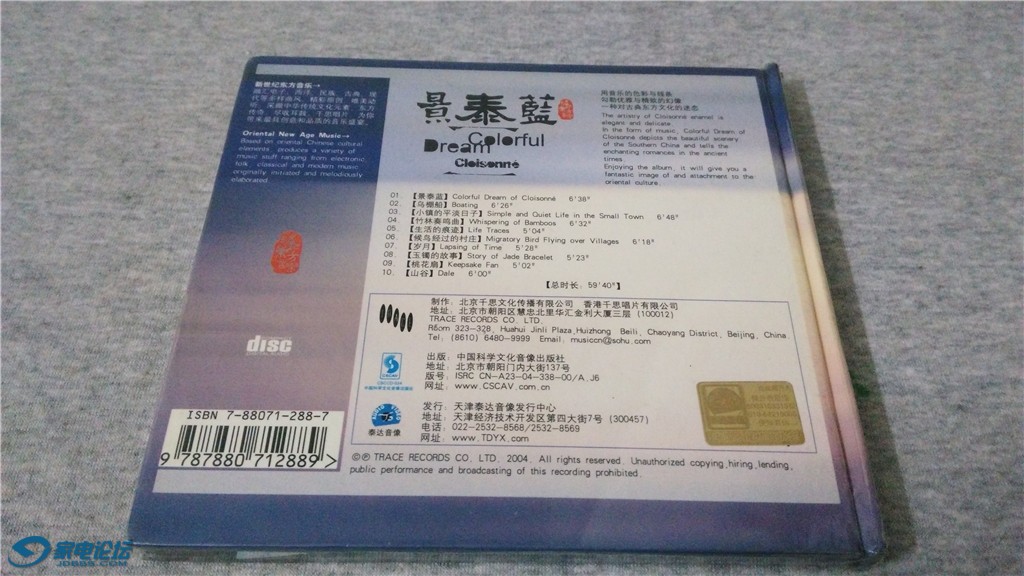 新世纪东方音乐→
Oriental New Age Music→
Based on oriental Chinese cultural
elements, produces a variety of
music stuff ranging from electronic,
folk, classical and modern music
originally initiated and melodiously
elaborated.
disc
ISBN 7-88071-288-7
9 787880 712889 >
景泰藍
Colorful
Dream
Cloisonné
用音乐的色彩与线条
一种对古典东方文化的迷恋
The artistry of Cloisonne enamel is
elegant and delicate.
In the form of music, Colorful Dream of
Cloisonne depicts the beautiful scenery
of the Southern China and tells the
enchanting romances in the ancient
times.
Enjoying the album, it will give you a
fantastic image of and attachment to the
oriental culture.
01. 【景泰蓝】Colorful Dream of Cloisonné 6'38"
02. 【乌棚船】Boating 6'26"
03. 【小镇的平淡日子】Simple and Quiet Life in the Small Town 6'48"
04. 【竹林奏鸣曲】Whispering of Bamboos 6'32"
05. 【生活的痕迹】Life Traces 5'04"
06. 【候鸟经过的村庄】Migratory Bird Flying over Villages 6'18"
07. 【岁月】Lapsing of Time 5'28"
08. 【玉镯的故事】Story of Jade Bracelet 5'23"
09. 【桃花扇】Keepsake Fan 5'02"
10. 【山谷】Dale 6'00"
【总时长：59'40"】
制作：北京千思文化传播有限公司 香港千思唱片有限公司
地址：北京市朝阳区慧忠北里华汇金利大厦三层 (100012)
TRACE RECORDS CO. LTD.
Room 323-328, Huahui Jinli Plaza,Huizhong Beili, Chaoyang District, Beijing, China
Tel: (8610) 6480-9999 Email: musiccn@sohu.com
出版：中国科学文化音像出版社
地址：北京市朝阳门内大街137号
版号：ISRC CN-A23-04-338-00/A.J6
网址：www.CSCAV.com.cn
发行：天津泰达音像发行中心
地址：天津经济技术开发区第四大街7号 (300457)
电话：022-2532-8568/2532-8569
网址：www.TDYX.com
泰达音像
©℗ TRACE RECORDS CO, LTD, 2004. All rights reserved. Unauthorized copying,hiring,lending,
public performance and broadcasting of this recording prohibited.
家电论坛
JDBBS.COM